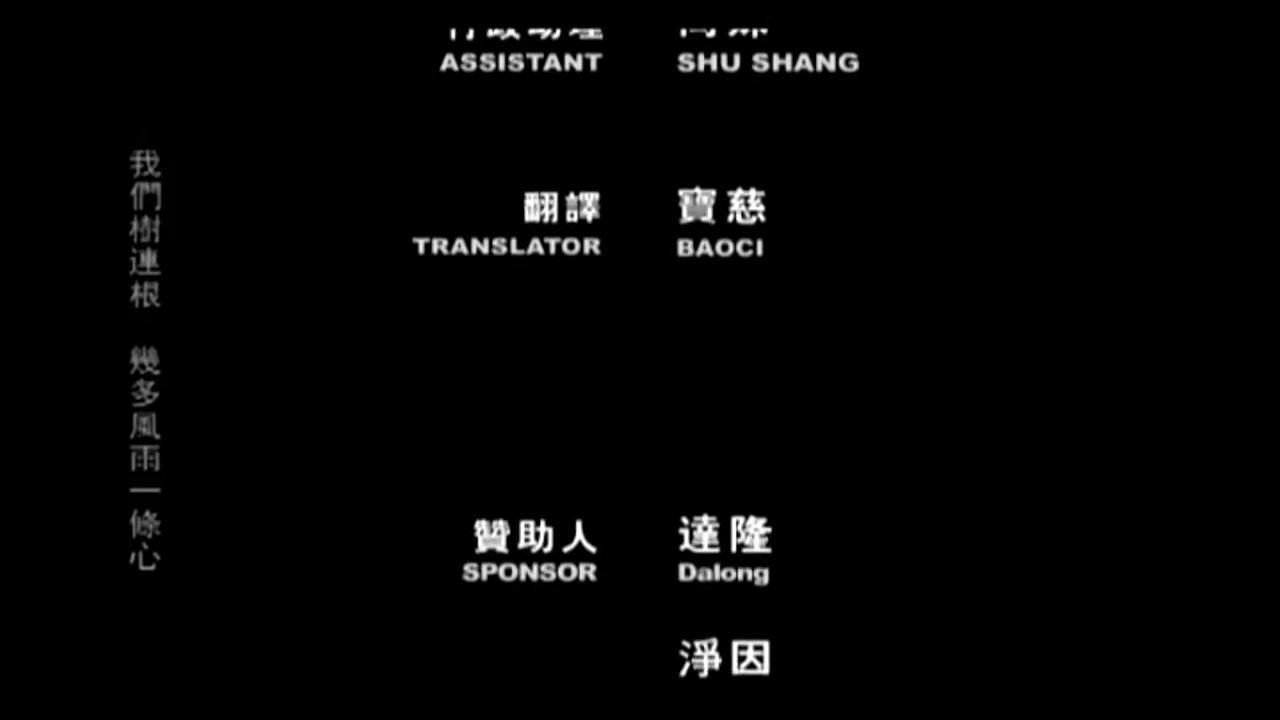 ASSISTANT SHU SHANG
翻譯 寶慈
TRANSLATOR BAOCI
贊助人 達隆
SPONSOR Dalong
淨因
我們樹連根 幾多風雨一條心